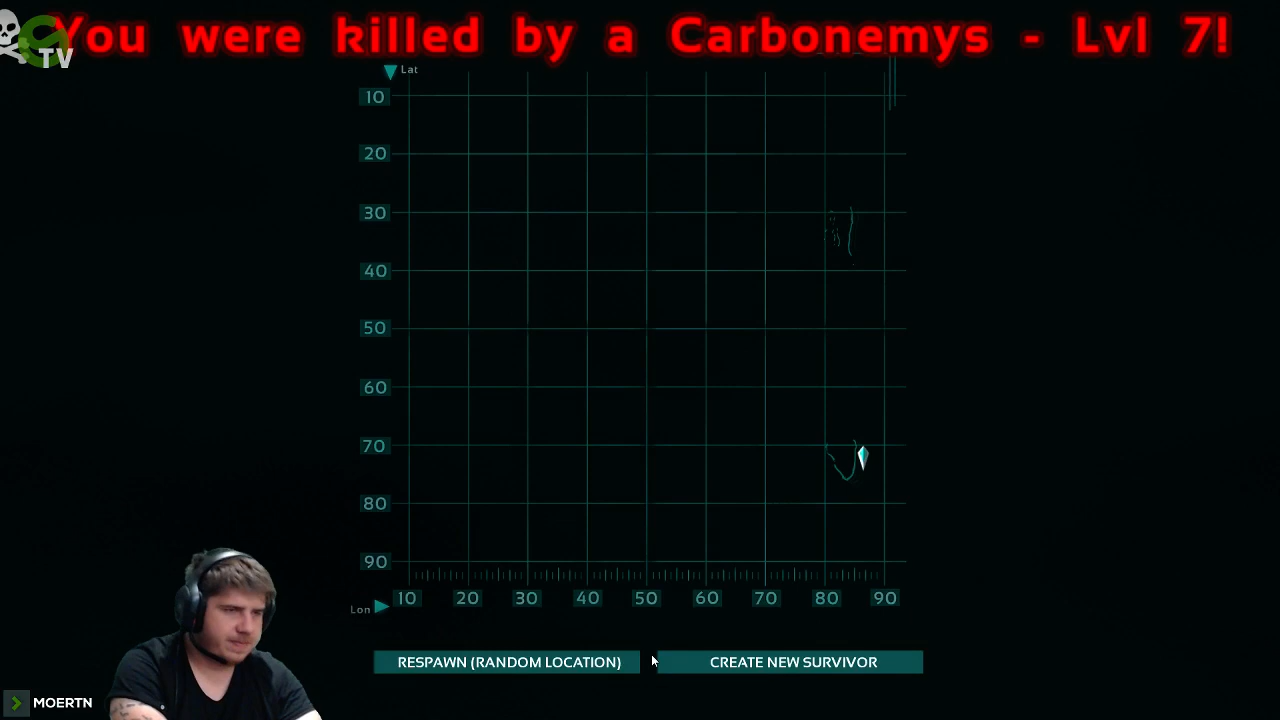 You were killed by a Carbonemys - Lvl 7!
TV
Lat
10
20
30
40
50
60
70
80
90
Lon
10 20 30 40 50 60 70 80 90
RESPAWN (RANDOM LOCATION)
CREATE NEW SURVIVOR
MOERTN